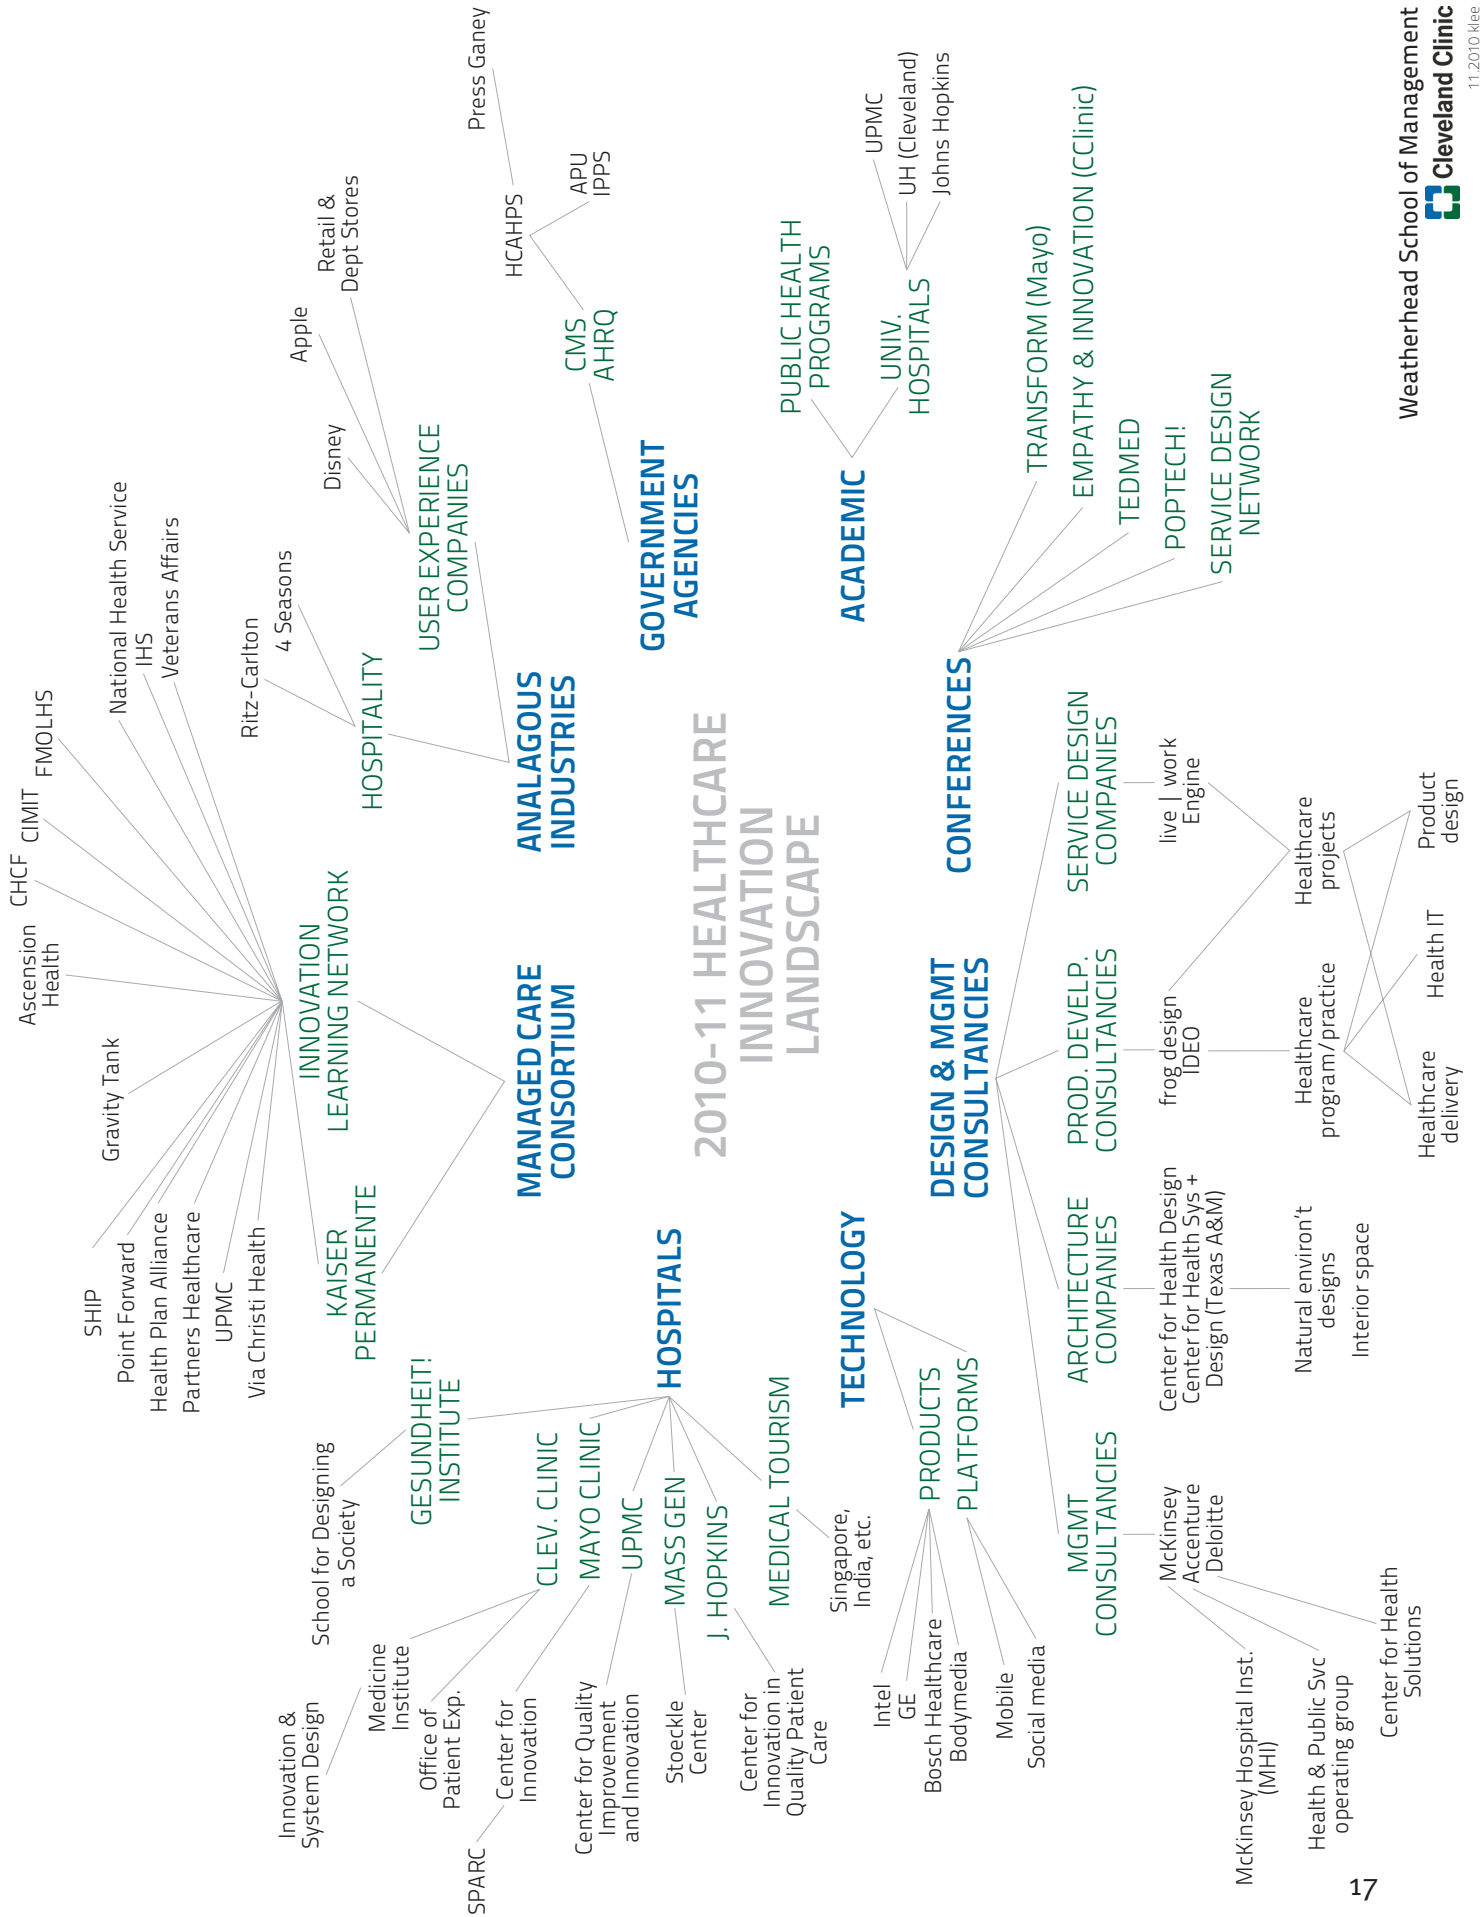 2010-11 HEALTHCARE
INNOVATION
LANDSCAPE
MANAGED CARE
CONSORTIUM
KAISER
PERMANENTE
INNOVATION
LEARNING NETWORK
SHIP
Point Forward
Health Plan Alliance
Partners Healthcare
UPMC
Via Christi Health
Gravity Tank
Ascension
Health
CHCF
CIMIT
FMOLHS
National Health Service
IHS
Veterans Affairs
ANALAGOUS
INDUSTRIES
HOSPITALITY
Ritz-Carlton
4 Seasons
USER EXPERIENCE
COMPANIES
Disney
Apple
Retail &
Dept Stores
GOVERNMENT
AGENCIES
CMS
AHRQ
HCAHPS
Press Ganey
APU
IPPS
ACADEMIC
PUBLIC HEALTH
PROGRAMS
UNIV.
HOSPITALS
UPMC
UH (Cleveland)
Johns Hopkins
CONFERENCES
TRANSFORM (Mayo)
EMPATHY & INNOVATION (CClinic)
TEDMED
POPTECH!
SERVICE DESIGN
NETWORK
DESIGN & MGMT
CONSULTANCIES
MGMT
CONSULTANCIES
McKinsey
Accenture
Deloitte
McKinsey Hospital Inst.
(MHI)
Health & Public Svc
operating group
Center for Health
Solutions
ARCHITECTURE
COMPANIES
Center for Health Design
Center for Health Sys +
Design (Texas A&M)
Natural environ't
designs
Interior space
PROD. DEVELP.
CONSULTANCIES
frog design
IDEO
Healthcare
program/practice
SERVICE DESIGN
COMPANIES
live | work
Engine
Healthcare
projects
Healthcare
delivery
Health IT
Product
design
TECHNOLOGY
PRODUCTS
PLATFORMS
Intel
GE
Bosch Healthcare
Bodymedia
Mobile
Social media
HOSPITALS
GESUNDHEIT!
INSTITUTE
School for Designing
a Society
CLEV. CLINIC
Medicine
Institute
Innovation &
System Design
Office of
Patient Exp.
MAYO CLINIC
Center for
Innovation
SPARC
UPMC
Center for Quality
Improvement
and Innovation
MASS GEN
Stoeckle
Center
J. HOPKINS
Center for
Innovation in
Quality Patient
Care
MEDICAL TOURISM
Singapore,
India, etc.
Weatherhead School of Management
Cleveland Clinic
11.2010 klee
17